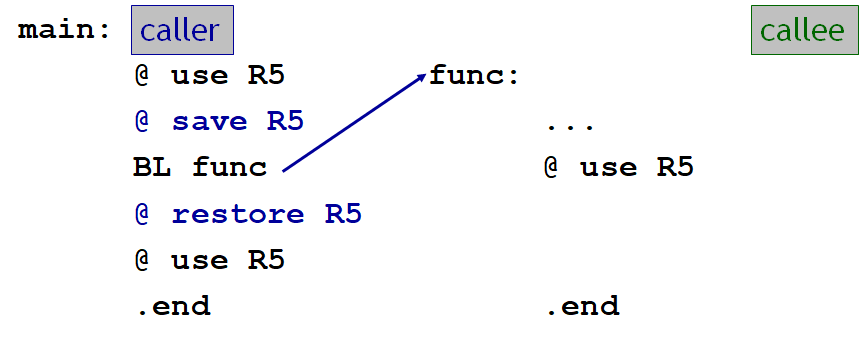 main: caller
@ use R5
@ save R5
BL func
@ restore R5
@ use R5
.end
callee
func:
...
@ use R5
.end